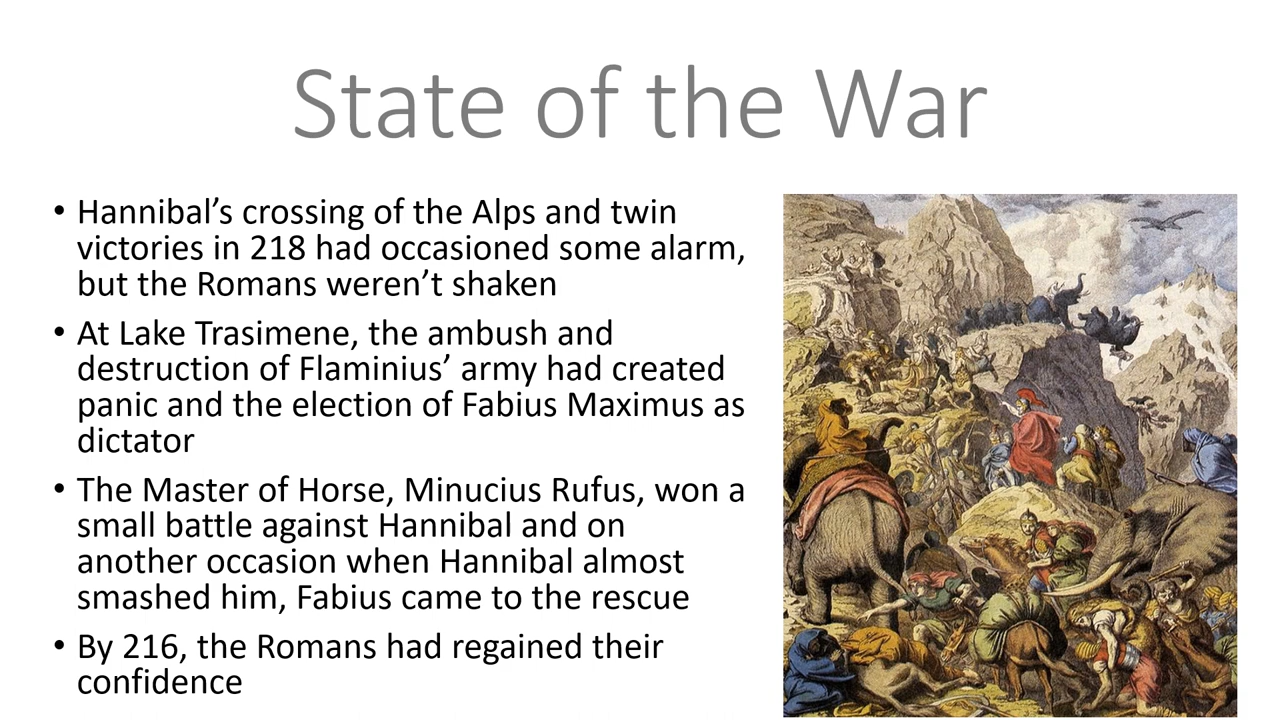 State of the War
• Hannibal’s crossing of the Alps and twin
victories in 218 had occasioned some alarm,
but the Romans weren’t shaken
• At Lake Trasimene, the ambush and
destruction of Flaminius’ army had created
panic and the election of Fabius Maximus as
dictator
• The Master of Horse, Minucius Rufus, won a
small battle against Hannibal and on
another occasion when Hannibal almost
smashed him, Fabius came to the rescue
• By 216, the Romans had regained their
confidence